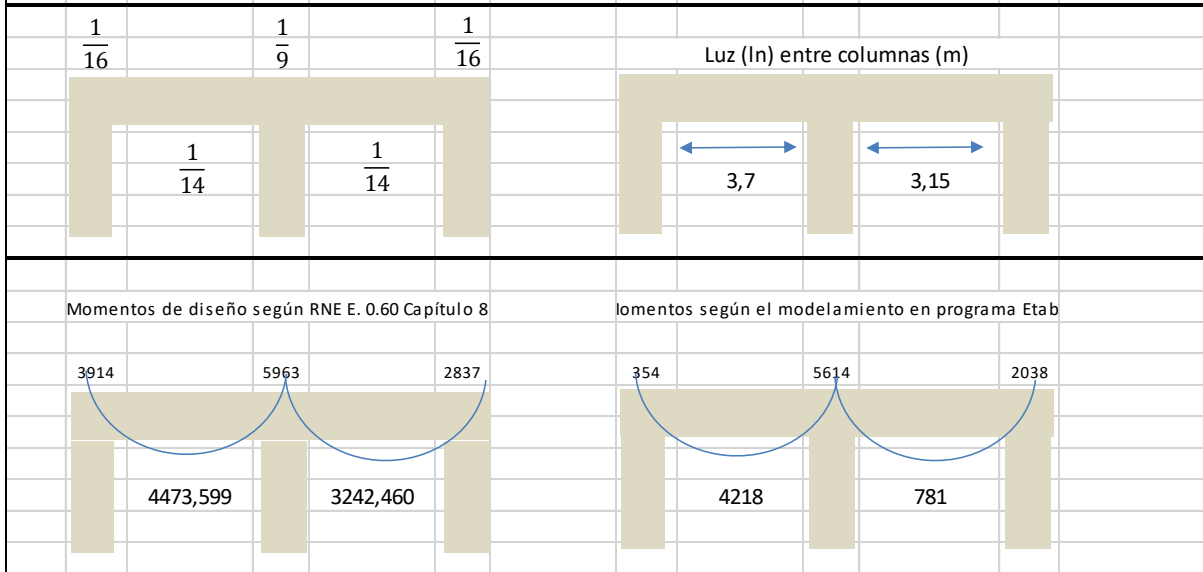 1/16 1/9 1/16
1/14 1/14
Luz (ln) entre columnas (m)
3,7 3,15
Momentos de diseño según RNE E. 0.60 Capítulo 8
3914 5963 2837
4473,599 3242,460
lomentos según el modelamiento en programa Etab
354 5614 2038
4218 781